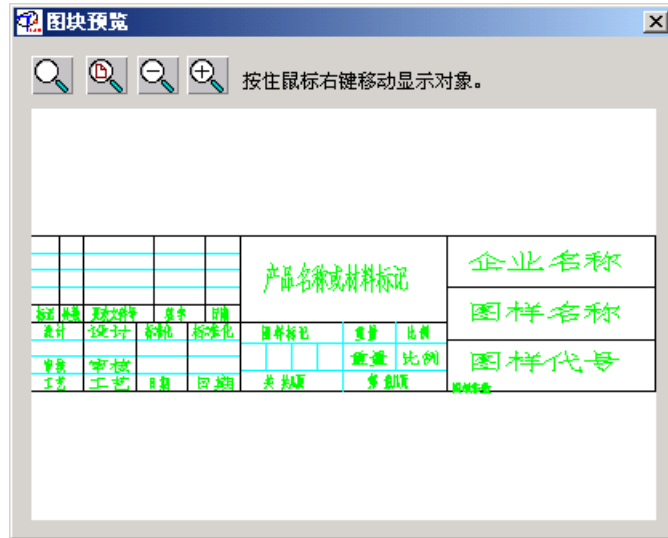 图块预览
按住鼠标右键移动显示对象。
产品名称或材料标记
企业名称
图样名称
图样代号
标记 处数 更改文件号 签字 日期
设计 设计 标准化 标准化 图样标记 重量 比例
重量 比例
审核 审核
工艺 工艺 日期 日期